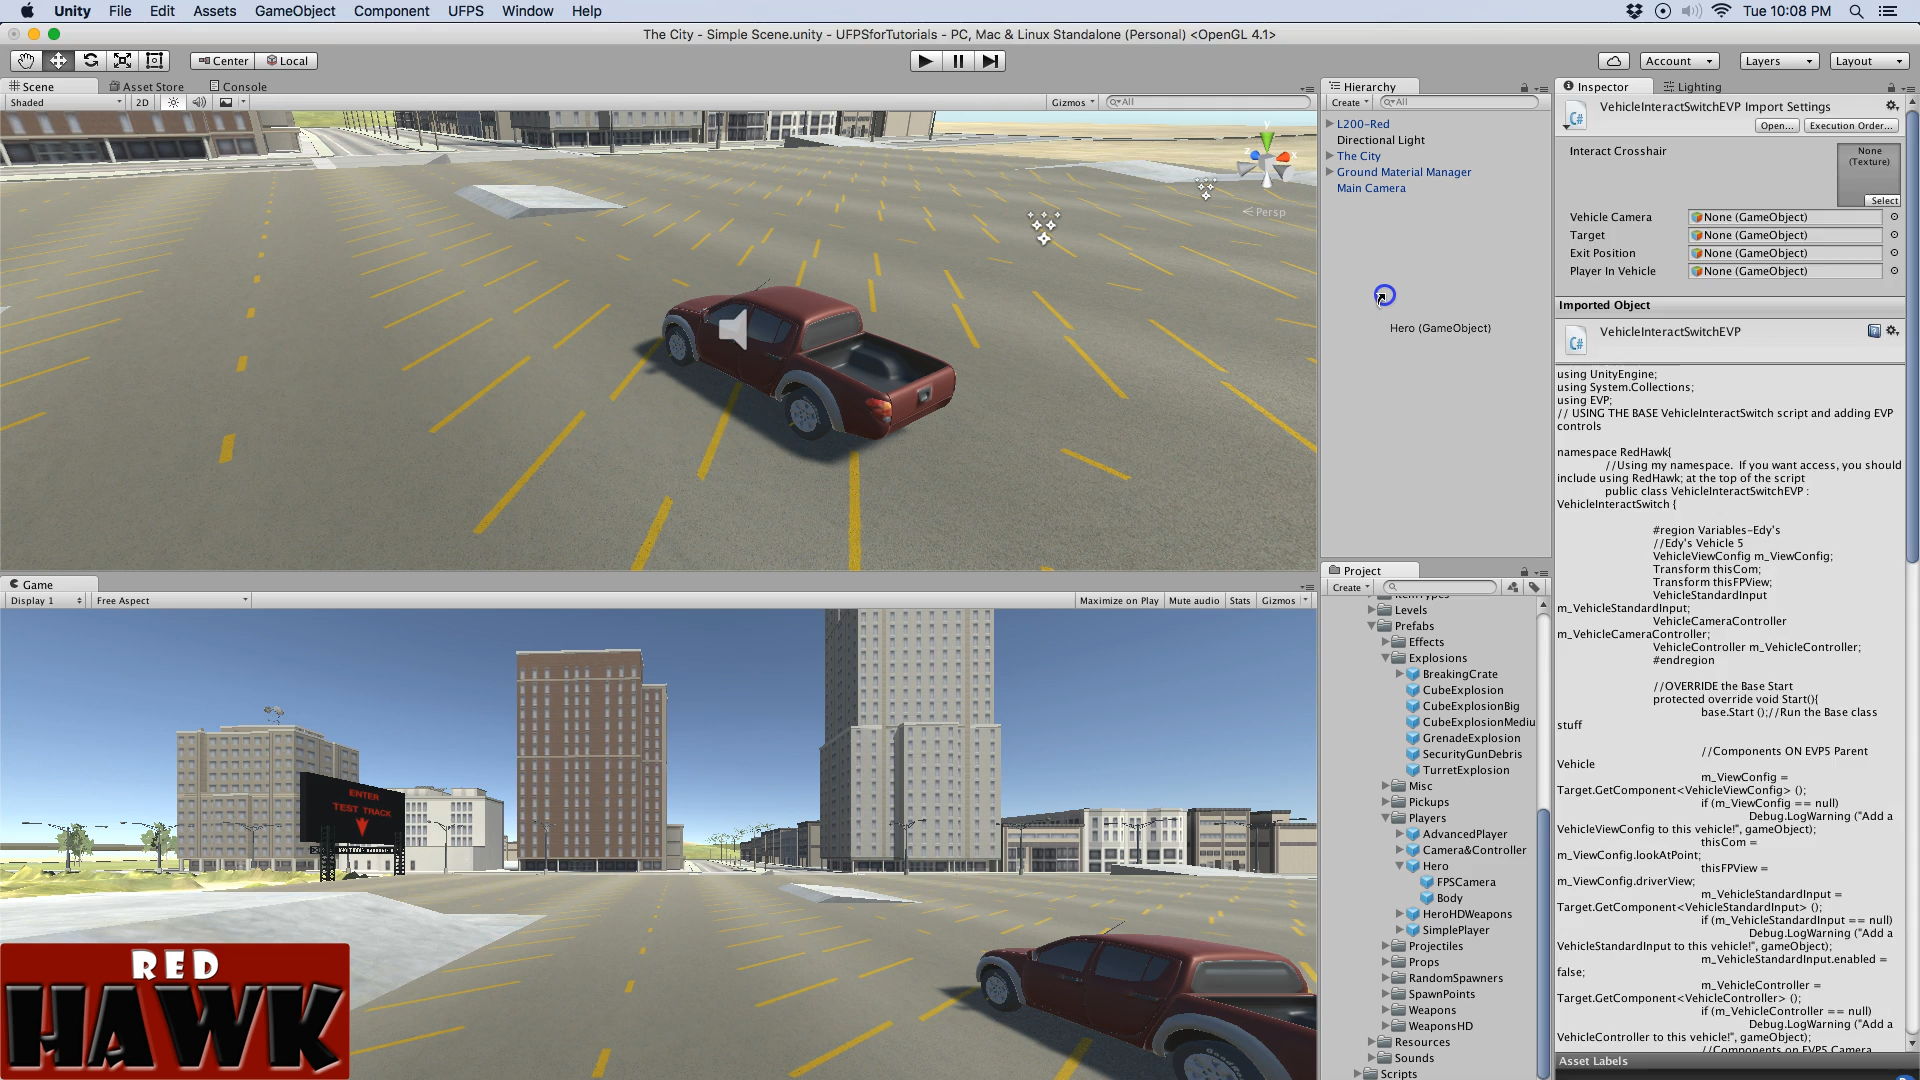 Unity File Edit Assets GameObject Component UFPS Window Help Tue 10:08 PM
The City - Simple Scene.unity - UFPSforTutorials - PC, Mac & Linux Standalone (Personal) <OpenGL 4.1>
Center Local Account Layers Layout
Scene Asset Store Console
Shaded 2D Gizmos All
y
x
z
Persp
Hierarchy
Create All
L200-Red
Directional Light
The City
Ground Material Manager
Main Camera
Hero (GameObject)
Inspector Lighting
VehicleInteractSwitchEVP Import Settings
C#
Open... Execution Order...
Interact Crosshair None (Texture)
Select
Vehicle Camera None (GameObject)
Target None (GameObject)
Exit Position None (GameObject)
Player In Vehicle None (GameObject)
Imported Object
VehicleInteractSwitchEVP
C#
using UnityEngine;
using System.Collections;
using EVP;
// USING THE BASE VehicleInteractSwitch script and adding EVP
controls
namespace RedHawk{
//Using my namespace. If you want access, you should
include using RedHawk; at the top of the script
public class VehicleInteractSwitchEVP :
VehicleInteractSwitch {
#region Variables-Edy's
//Edy's Vehicle 5
VehicleViewConfig m_ViewConfig;
Transform thisCom;
Transform thisFPView;
VehicleStandardInput
m_VehicleStandardInput;
VehicleCameraController
m_VehicleCameraController;
VehicleController m_VehicleController;
#endregion
//OVERRIDE the Base Start
protected override void Start(){
base.Start ();//Run the Base class
stuff
//Components ON EVP5 Parent
Vehicle
m_ViewConfig =
Target.GetComponent<VehicleViewConfig> ();
if (m_ViewConfig == null)
Debug.LogWarning ("Add a
VehicleViewConfig to this vehicle!", gameObject);
thisCom =
m_ViewConfig.lookAtPoint;
thisFPView =
m_ViewConfig.driverView;
m_VehicleStandardInput =
Target.GetComponent<VehicleStandardInput> ();
if (m_VehicleStandardInput == null)
Debug.LogWarning ("Add a
VehicleStandardInput to this vehicle!", gameObject);
m_VehicleStandardInput.enabled =
false;
m_VehicleController =
Target.GetComponent<VehicleController> ();
if (m_VehicleController == null)
Debug.LogWarning ("Add a
VehicleController to this vehicle!", gameObject);
//Components on EVP5 Camera
Asset Labels
Game
Display 1 Free Aspect Maximize on Play Mute audio Stats Gizmos
ENTER
TEST TRACK
RED
HAWK
Project
Create
Levels
Prefabs
Effects
Explosions
BreakingCrate
CubeExplosion
CubeExplosionBig
CubeExplosionMediu
GrenadeExplosion
SecurityGunDebris
TurretExplosion
Misc
Pickups
Players
AdvancedPlayer
Camera&Controller
Hero
FPSCamera
Body
HeroHDWeapons
SimplePlayer
Projectiles
Props
RandomSpawners
SpawnPoints
Weapons
WeaponsHD
Resources
Sounds
Scripts